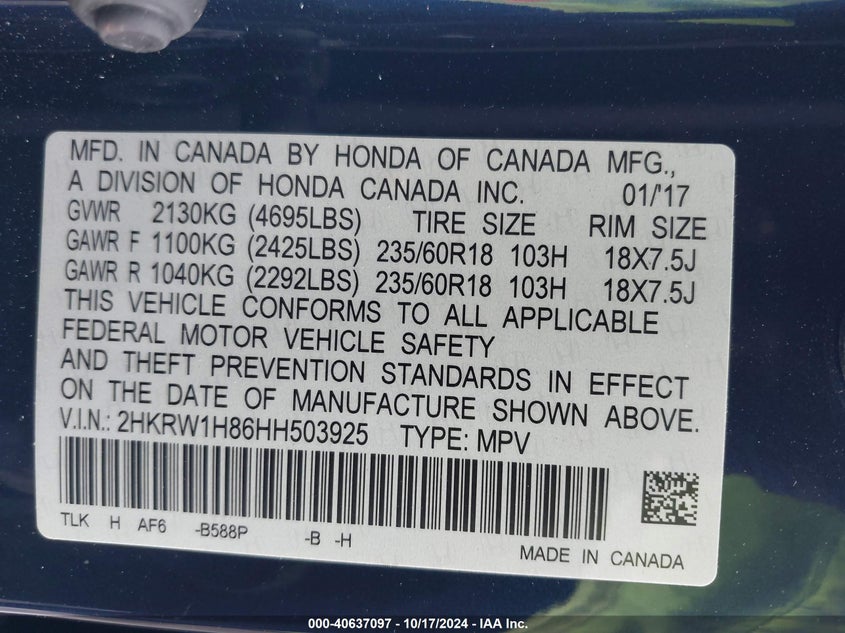 MFD. IN CANADA BY HONDA OF CANADA MFG.,
A DIVISION OF HONDA CANADA INC. 01/'17
GVWR 2130KG (4695LBS) TIRE SIZE RIM SIZE
GAWR F 1100KG (2425LBS) 235/60R18 103H 18X7.5J
GAWR R 1040KG (2292LBS) 235/60R18 103H 18X7.5J
THIS VEHICLE CONFORMS TO ALL APPLICABLE
FEDERAL MOTOR VEHICLE SAFETY
AND THEFT PREVENTION STANDARDS IN EFFECT
ON THE DATE OF MANUFACTURE SHOWN ABOVE.
V.I.N.: 2HKRW1H86HH503925 TYPE: MPV
TLK H AF6 -B588P -B -H
MADE IN CANADA
000-40637097 - 10/17/2024 - IAA Inc.